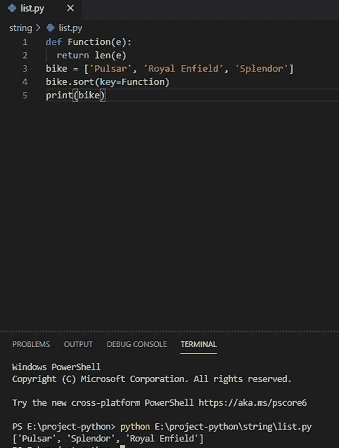 list.py
string > list.py
1 def Function(e):
2 return len(e)
3 bike = ['Pulsar', 'Royal Enfield', 'Splendor']
4 bike.sort(key=Function)
5 print(bike)
PROBLEMS OUTPUT DEBUG CONSOLE TERMINAL
Windows PowerShell
Copyright (C) Microsoft Corporation. All rights reserved.
Try the new cross-platform PowerShell https://aka.ms/pscore6
PS E:\project-python> python E:\project-python\string\list.py
['Pulsar', 'Splendor', 'Royal Enfield']